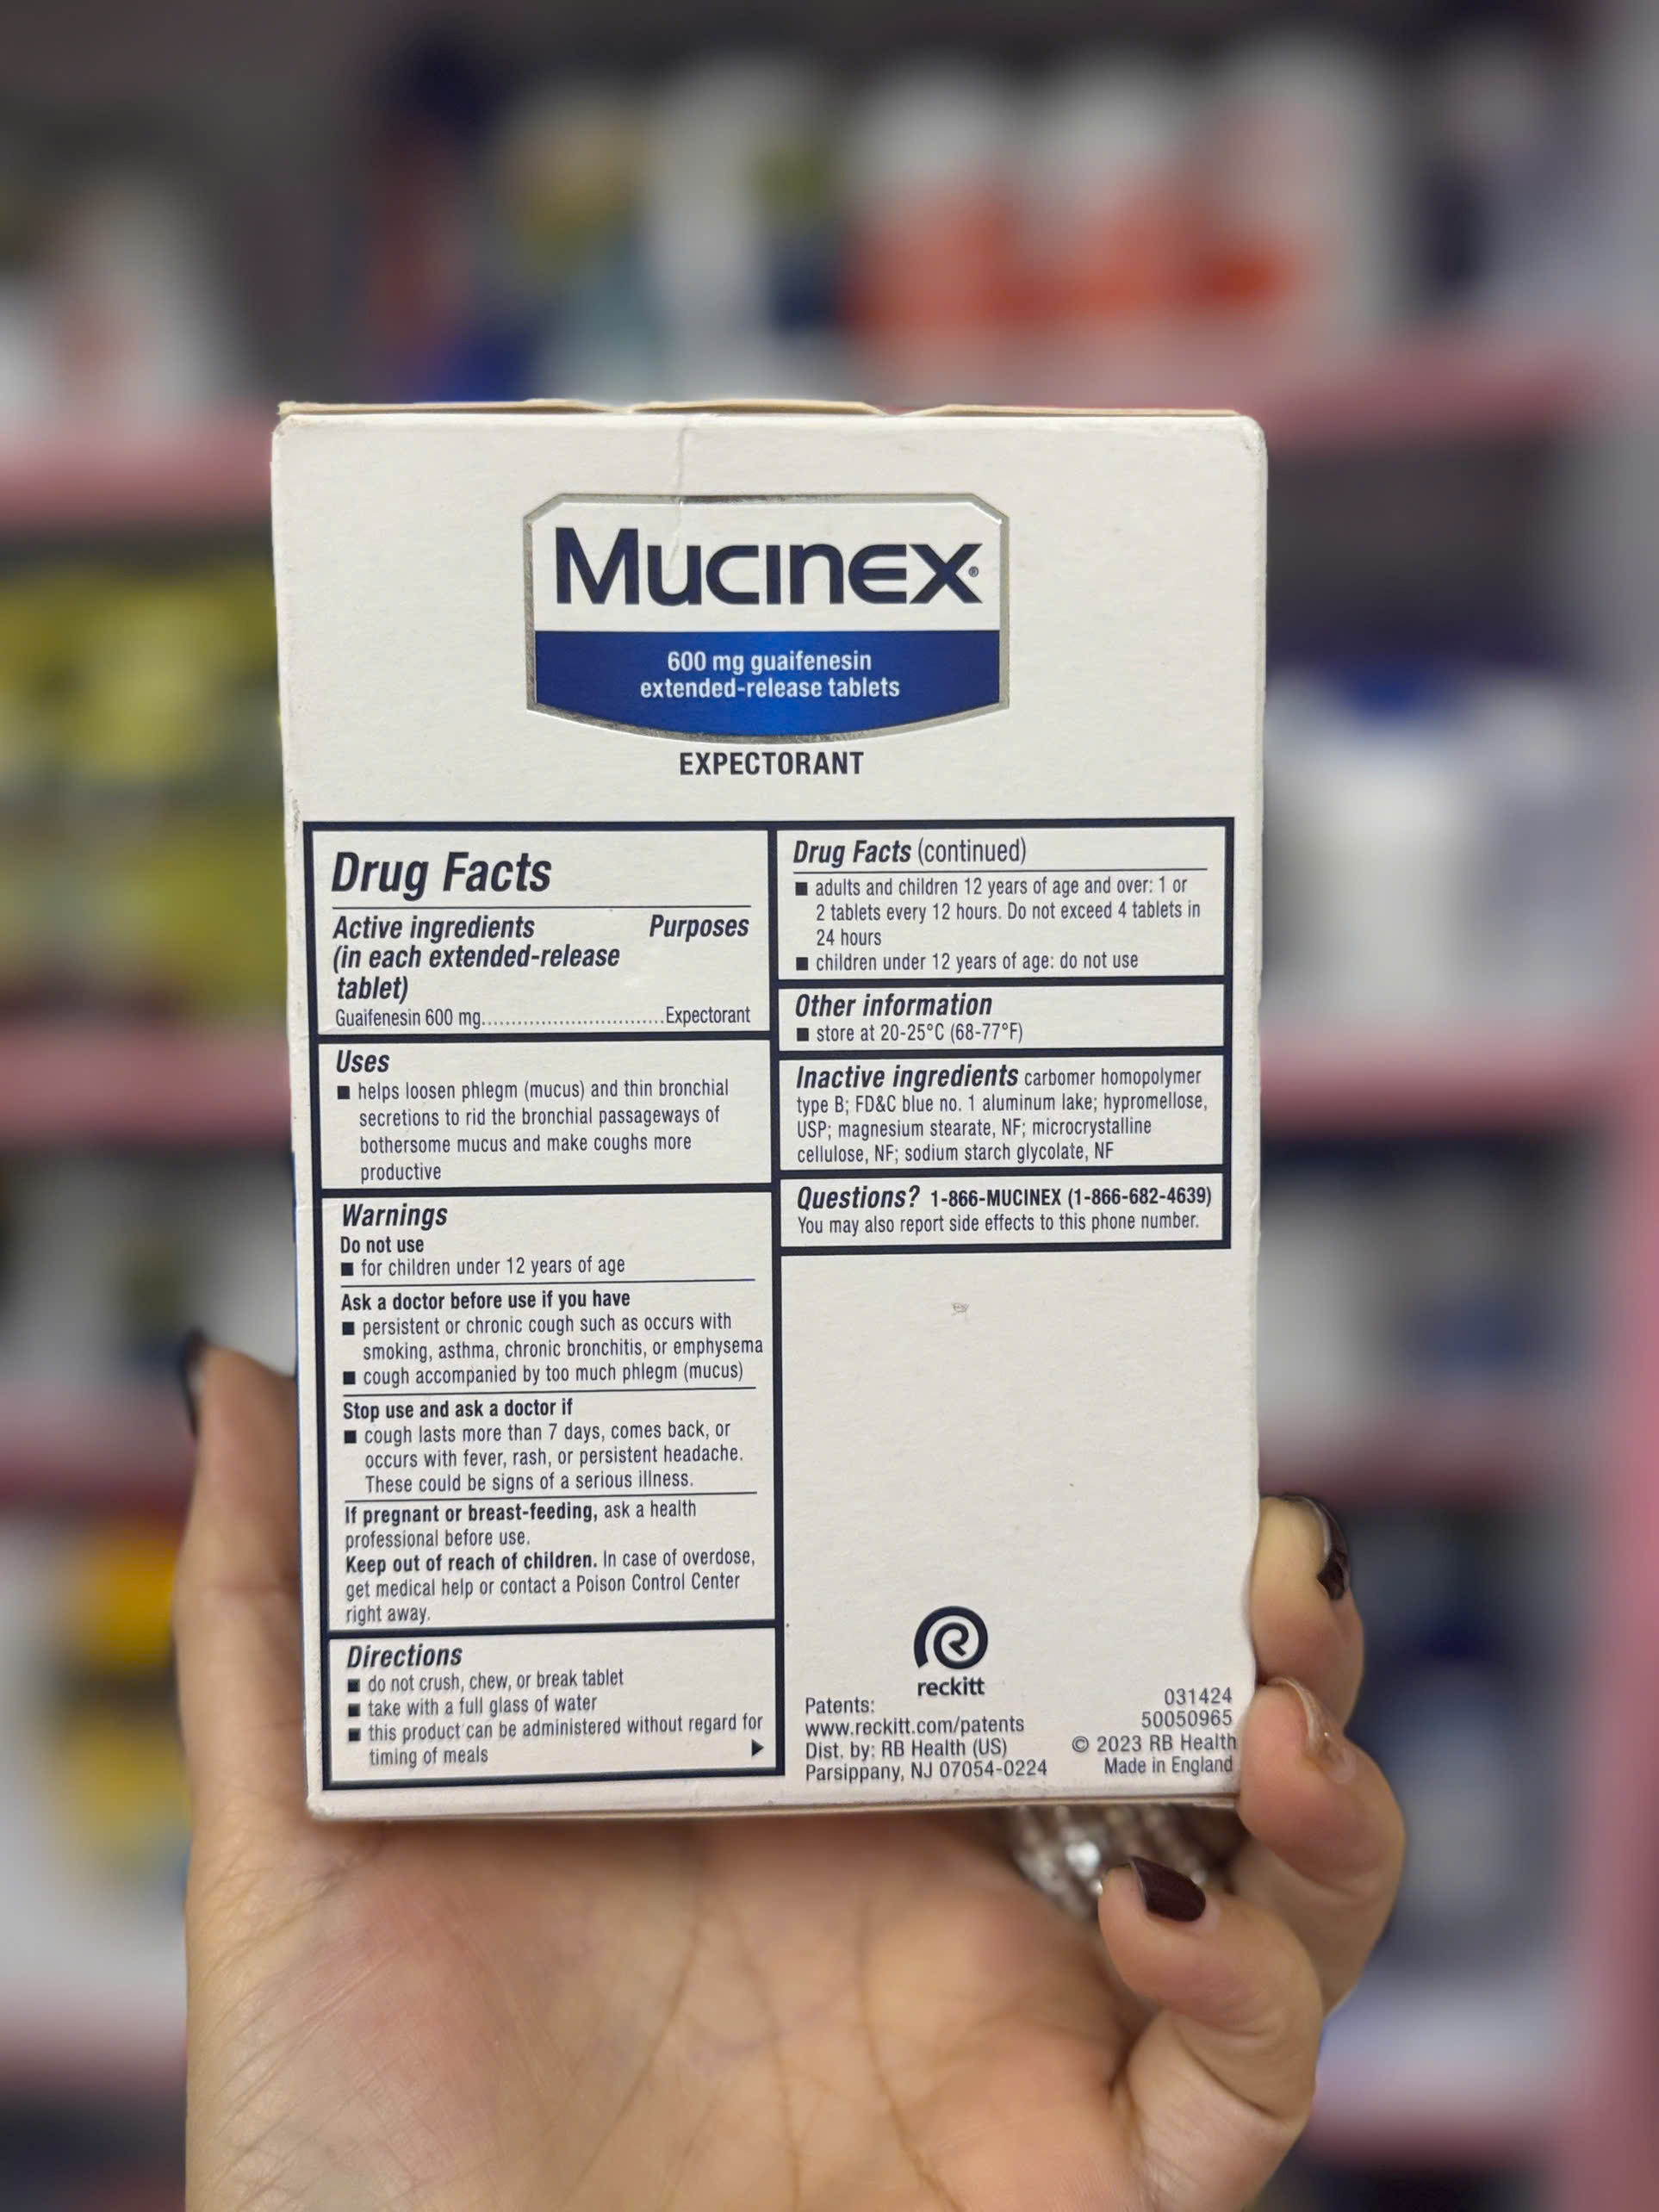 Mucinex®
600 mg guaifenesin
extended-release tablets
EXPECTORANT
Drug Facts
Active ingredients Purposes
(in each extended-release
tablet)
Guaifenesin 600 mg..............................Expectorant
Uses
■ helps loosen phlegm (mucus) and thin bronchial
secretions to rid the bronchial passageways of
bothersome mucus and make coughs more
productive
Warnings
Do not use
■ for children under 12 years of age
Ask a doctor before use if you have
■ persistent or chronic cough such as occurs with
smoking, asthma, chronic bronchitis, or emphysema
■ cough accompanied by too much phlegm (mucus)
Stop use and ask a doctor if
■ cough lasts more than 7 days, comes back, or
occurs with fever, rash, or persistent headache.
These could be signs of a serious illness.
If pregnant or breast-feeding, ask a health
professional before use.
Keep out of reach of children. In case of overdose,
get medical help or contact a Poison Control Center
right away.
Directions
■ do not crush, chew, or break tablet
■ take with a full glass of water
■ this product can be administered without regard for
timing of meals
Drug Facts (continued)
■ adults and children 12 years of age and over: 1 or
2 tablets every 12 hours. Do not exceed 4 tablets in
24 hours
■ children under 12 years of age: do not use
Other information
■ store at 20-25°C (68-77°F)
Inactive ingredients carbomer homopolymer
type B; FD&C blue no. 1 aluminum lake; hypromellose,
USP; magnesium stearate, NF; microcrystalline
cellulose, NF; sodium starch glycolate, NF
Questions? 1-866-MUCINEX (1-866-682-4639)
You may also report side effects to this phone number.
reckitt
Patents:
www.reckitt.com/patents
Dist. by: RB Health (US)
Parsippany, NJ 07054-0224
031424
50050965
© 2023 RB Health
Made in England